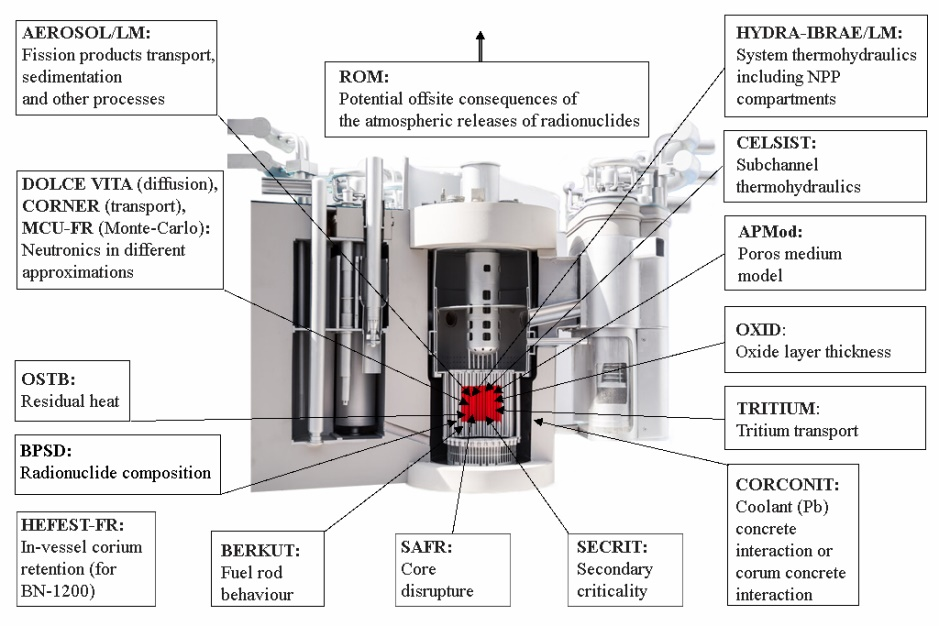 AEROSOL/LM:
Fission products transport,
sedimentation
and other processes
ROM:
Potential offsite consequences of
the atmospheric releases of radionuclides
HYDRA-IBRAE/LM:
System thermohydraulics
including NPP
compartments
CELSIST:
Subchannel
thermohydraulics
DOLCE VITA (diffusion),
CORNER (transport),
MCU-FR (Monte-Carlo):
Neutronics in different
approximations
APMod:
Poros medium
model
OXID:
Oxide layer thickness
OSTB:
Residual heat
TRITIUM:
Tritium transport
BPSD:
Radionuclide composition
HEFEST-FR:
In-vessel corium
retention (for
BN-1200)
BERKUT:
Fuel rod
behaviour
SAFR:
Core
disrupture
SECRIT:
Secondary
criticality
CORCONIT:
Coolant (Pb)
concrete
interaction or
corum concrete
interaction